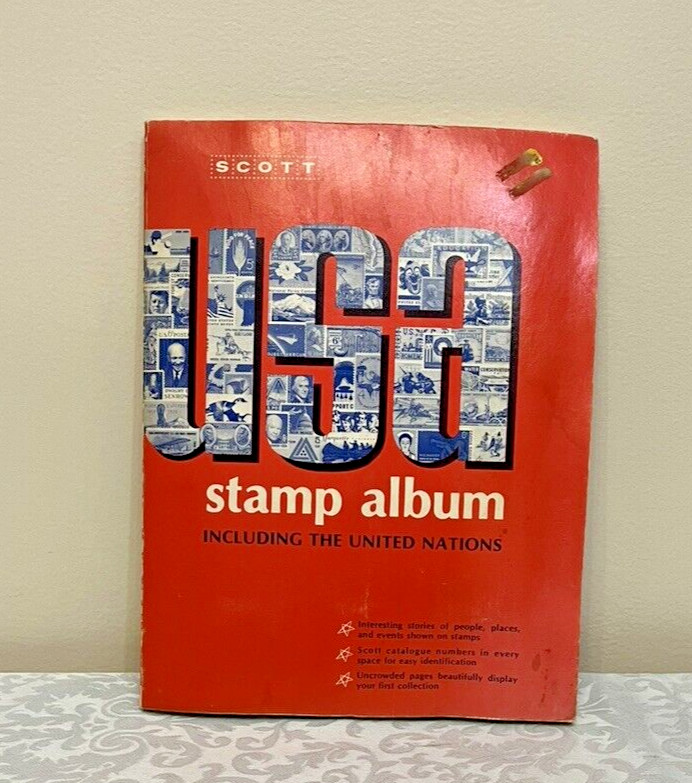 SCOTT
usa
stamp album
INCLUDING THE UNITED NATIONS
Interesting stories of people, places,
and events shown on stamps
Scott catalogue numbers in every
space for easy identification
Uncrowded pages beautifully display
your first collection